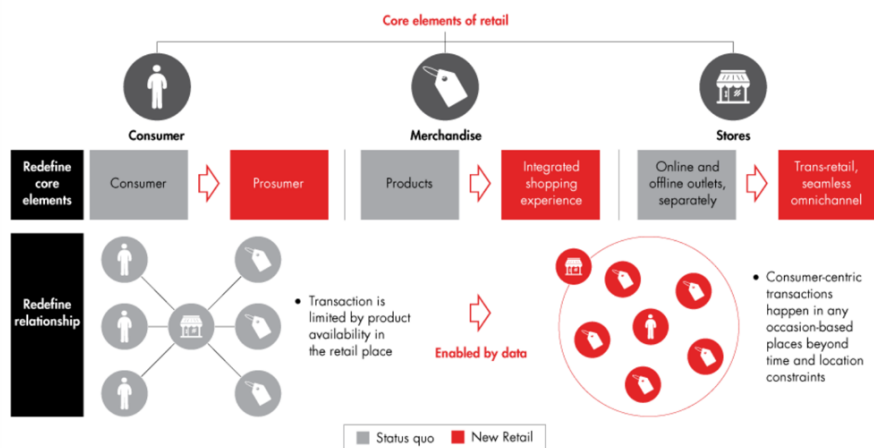 Core elements of retail
Consumer
Merchandise
Stores
Redefine
core
elements
Consumer
Prosumer
Products
Integrated
shopping
experience
Online and
offline outlets,
separately
Trans-retail,
seamless
omnichannel
Redefine
relationship
• Transaction is
limited by product
availability in
the retail place
Enabled by data
• Consumer-centric
transactions
happen in any
occasion-based
places beyond
time and location
constraints
Status quo
New Retail